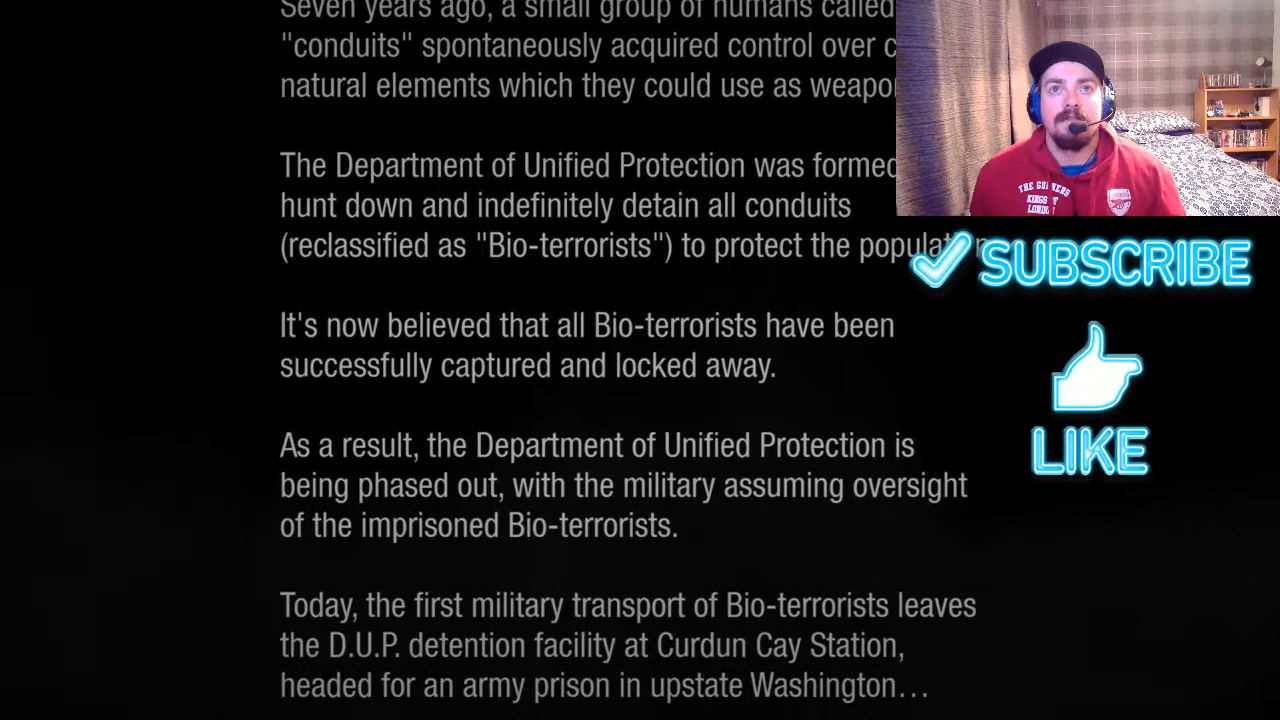 Seven years ago, a small group of humans called
"conduits" spontaneously acquired control over
natural elements which they could use as
The Department of Unified Protection was formed
hunt down and indefinitely detain all conduits
(reclassified as "Bio-terrorists") to protect the
It's now believed that all Bio-terrorists have been
successfully captured and locked away.
As a result, the Department of Unified Protection is
being phased out, with the military assuming oversight
of the imprisoned Bio-terrorists.
Today, the first military transport of Bio-terrorists leaves
the D.U.P. detention facility at Curdun Cay Station,
headed for an army prison in upstate Washington...
THE
KINGS
SUBSCRIBE
LIKE